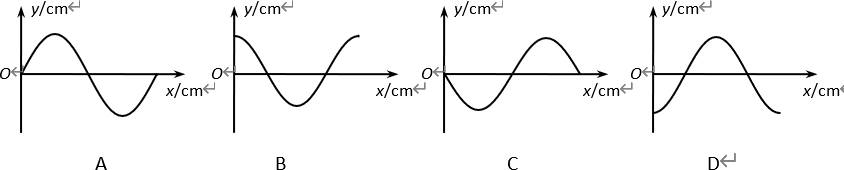 y/cm↵ y/cm↵ y/cm↵ y/cm↵
O↵ O↵ O↵ O↵
x/cm↵ x/cm↵ x/cm↵ x/cm
A B C D↵